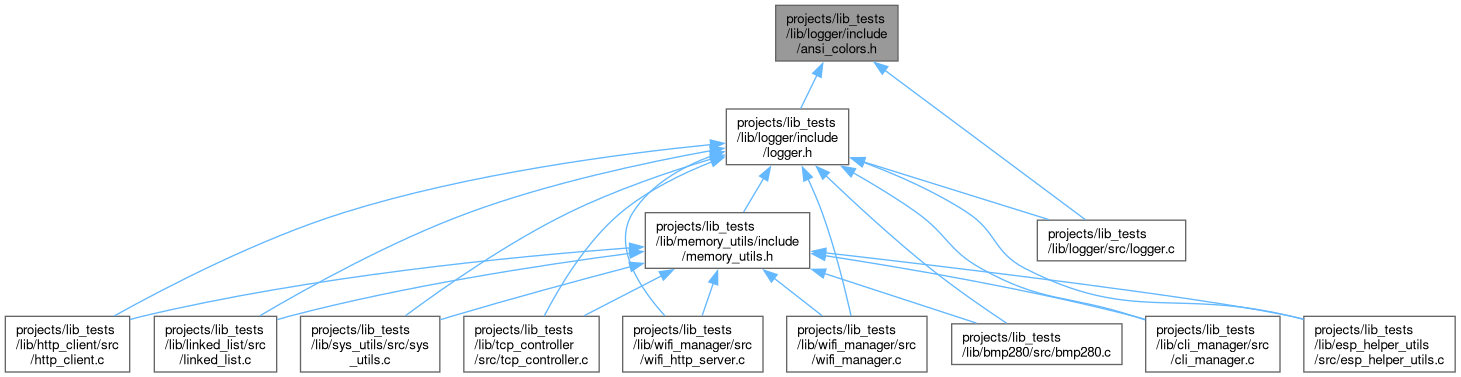 projects/lib_tests
/lib/logger/include
/ansi_colors.h
projects/lib_tests
/lib/logger/include
/logger.h
projects/lib_tests
/lib/memory_utils/include
/memory_utils.h
projects/lib_tests
/lib/logger/src/logger.c
projects/lib_tests
/lib/http_client/src
/http_client.c
projects/lib_tests
/lib/linked_list/src
/linked_list.c
projects/lib_tests
/lib/sys_utils/src/sys
_utils.c
projects/lib_tests
/lib/tcp_controller
/src/tcp_controller.c
projects/lib_tests
/lib/wifi_manager/src
/wifi_http_server.c
projects/lib_tests
/lib/wifi_manager/src
/wifi_manager.c
projects/lib_tests
/lib/bmp280/src/bmp280.c
projects/lib_tests
/lib/cli_manager/src
/cli_manager.c
projects/lib_tests
/lib/esp_helper_utils
/src/esp_helper_utils.c